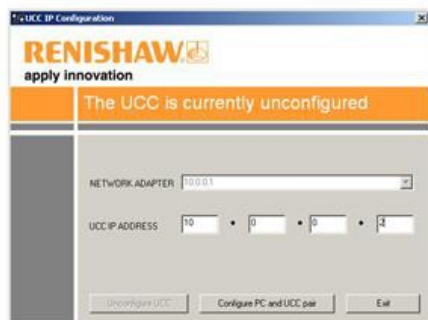 UCC IP Configuration
RENISHAW
apply innovation
The UCC is currently unconfigured
NETWORK ADAPTER 10.0.0.1
UCC IP ADDRESS 10 • 0 • 0 • 2
Unconfigure UCC Configure PC and UCC pair Exit